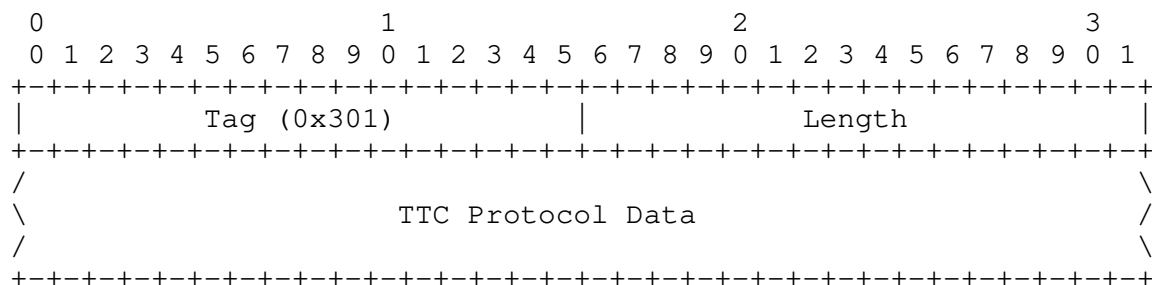 0                   1                   2                   3
 0 1 2 3 4 5 6 7 8 9 0 1 2 3 4 5 6 7 8 9 0 1 2 3 4 5 6 7 8 9 0 1
+-+-+-+-+-+-+-+-+-+-+-+-+-+-+-+-+-+-+-+-+-+-+-+-+-+-+-+-+-+-+-+-+
|          Tag (0x301)          |            Length             |
+-+-+-+-+-+-+-+-+-+-+-+-+-+-+-+-+-+-+-+-+-+-+-+-+-+-+-+-+-+-+-+-+
/                                                               \
\                     TTC Protocol Data                         /
/                                                               \
+-+-+-+-+-+-+-+-+-+-+-+-+-+-+-+-+-+-+-+-+-+-+-+-+-+-+-+-+-+-+-+-+